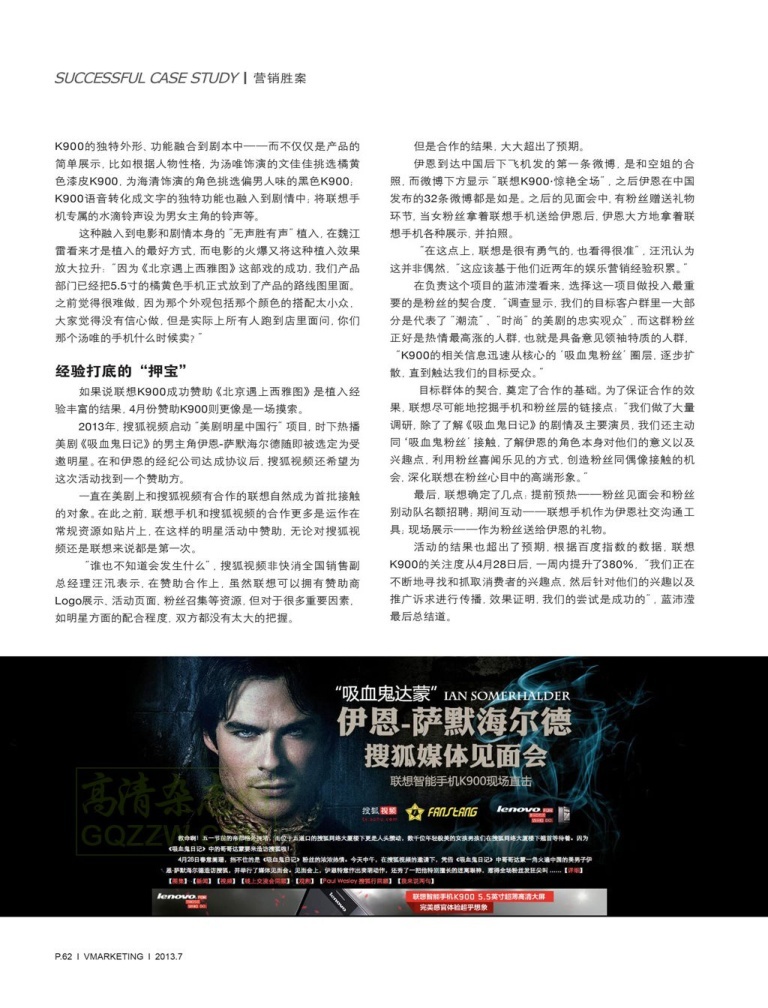 SUCCESSFUL CASE STUDY | 营销胜案
K900的独特外形, 功能融合到剧本中——而不仅仅是产品的
简单展示, 比如根据人物性格, 为汤唯饰演的文佳佳挑选橘黄
色漆皮K900, 为海清饰演的角色挑选偏男人味的黑色K900;
K900语音转化成文字的独特功能也融入到剧情中; 将联想手
机专属的水滴铃声设为男女主角的铃声等。
这种融入到电影和剧情本身的“无声胜有声”植入, 在魏江
雷看来才是植入的最好方式, 而电影的火爆又将这种植入效果
放大拉升: “因为《北京遇上西雅图》这部戏的成功, 我们产品
部门已经把5.5寸的橘黄色手机正式放到了产品的路线图里面。
之前觉得很难做, 因为那个外观包括那个颜色的搭配太小众,
大家觉得没有信心做, 但是实际上所有人跑到店里面问, 你们
那个汤唯的手机什么时候卖? ”
经验打底的“押宝”
如果说联想K900成功赞助《北京遇上西雅图》是植入经
验丰富的结果, 4月份赞助K900则更像是一场摸索。
2013年, 搜狐视频启动“美剧明星中国行”项目, 时下热播
美剧《吸血鬼日记》的男主角伊恩-萨默海尔德随即被选定为受
邀明星。在和伊恩的经纪公司达成协议后, 搜狐视频还希望为
这次活动找到一个赞助方。
一直在美剧上和搜狐视频有合作的联想自然成为首批接触
的对象。在此之前, 联想手机和搜狐视频的合作更多是运作在
常规资源如贴片上, 在这样的明星活动中赞助, 无论对搜狐视
频还是联想来说都是第一次。
“谁也不知道会发生什么”, 搜狐视频非快消全国销售副
总经理汪汛表示, 在赞助合作上, 虽然联想可以拥有赞助商
Logo展示, 活动页面, 粉丝召集等资源, 但对于很多重要因素,
如明星方面的配合程度, 双方都没有太大的把握。
但是合作的结果, 大大超出了预期。
伊恩到达中国后下飞机发的第一条微博, 是和空姐的合
照, 而微博下方显示“联想K900·惊艳全场”, 之后伊恩在中国
发布的32条微博都是如是。之后的见面会中, 有粉丝赠送礼物
环节, 当女粉丝拿着联想手机送给伊恩后, 伊恩大方地拿着联
想手机各种展示, 并拍照。
“在这点上, 联想是很有勇气的, 也看得很准”, 汪汛认为
这并非偶然, “这应该基于他们近两年的娱乐营销经验积累。”
在负责这个项目的蓝沛滢看来, 选择这一项目做投入最重
要的是粉丝的契合度, “调查显示, 我们的目标客户群里一大部
分是代表了“潮流”、“时尚”的美剧的忠实观众”, 而这群粉丝
正好是热情最高涨的人群, 也就是具备意见领袖特质的人群,
“K900的相关信息迅速从核心的‘吸血鬼粉丝’圈层, 逐步扩
散, 直到触达我们的目标受众。”
目标群体的契合, 奠定了合作的基础。为了保证合作的效
果, 联想尽可能地挖掘手机和粉丝层的链接点: “我们做了大量
调研, 除了了解《吸血鬼日记》的剧情及主要演员, 我们还主动
同‘吸血鬼粉丝’接触, 了解伊恩的角色本身对他们的意义以及
兴趣点, 利用粉丝喜闻乐见的方式, 创造粉丝同偶像接触的机
会, 深化联想在粉丝心目中的高端形象。”
最后, 联想确定了几点: 提前预热——粉丝见面会和粉丝
别动队名额招聘; 期间互动——联想手机作为伊恩社交沟通工
具; 现场展示——作为粉丝送给伊恩的礼物。
活动的结果也超出了预期, 根据百度指数的数据, 联想
K900的关注度从4月28日后, 一周内提升了380%, “我们正在
不断地寻找和抓取消费者的兴趣点, 然后针对他们的兴趣以及
推广诉求进行传播, 效果证明, 我们的尝试是成功的”, 蓝沛滢
最后总结道。
“吸血鬼达蒙” IAN SOMERHALDER
伊恩-萨默海尔德
搜狐媒体见面会
联想智能手机K900现场直击
搜狐视频 FANSTANG lenovo
《吸血鬼日记》中的哥哥达蒙要来造访搜狐啦!
lenovo 联想智能手机K900 5.5英寸超薄高清大屏
完美感官体验超乎想象
P.62 I VMARKETING I 2013.7